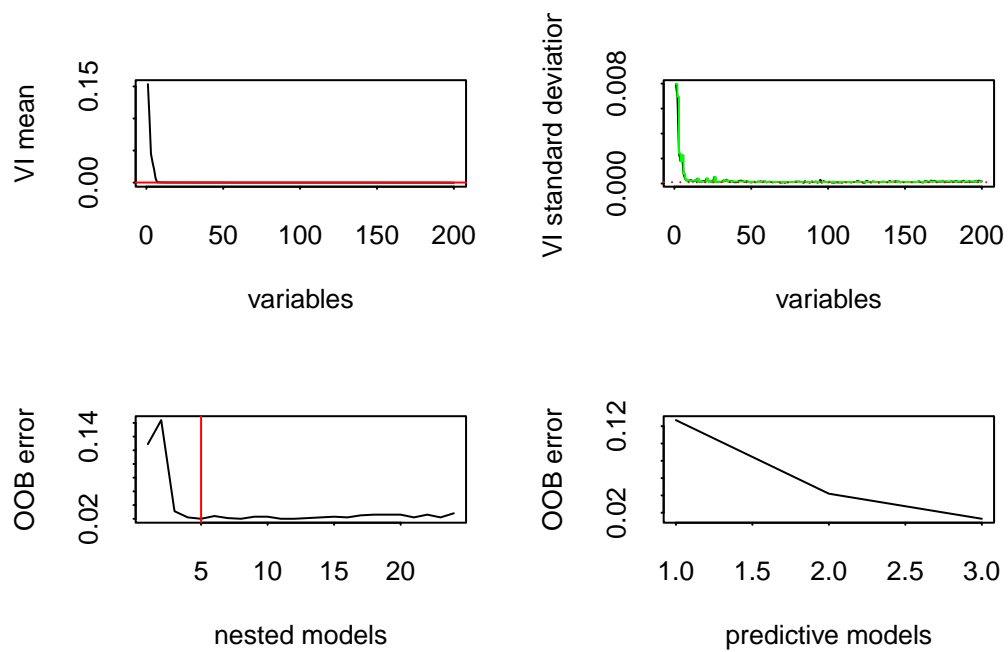 VI mean
0.15
0.00
0 50 100 150 200
variables
VI standard deviation
0.008
0.000
0 50 100 150 200
variables
OOB error
0.14
0.02
5 10 15 20
nested models
OOB error
0.12
0.02
1.0 1.5 2.0 2.5 3.0
predictive models